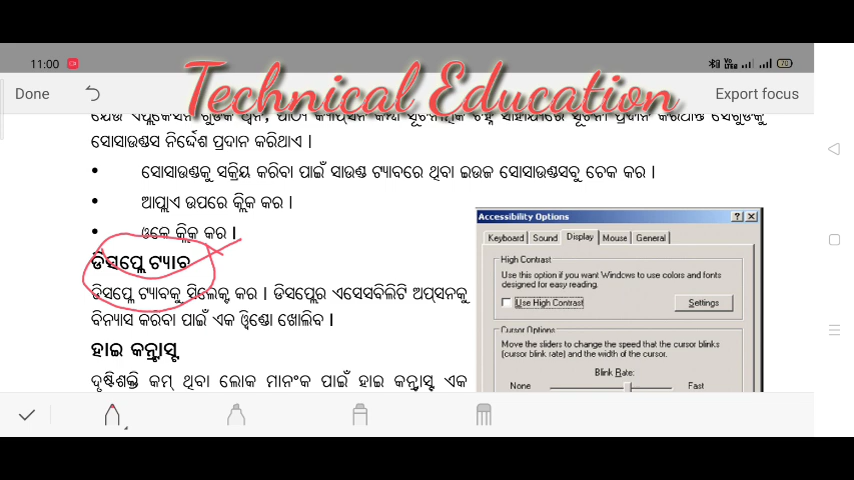 11:00
70
Technical Education
Done
Export focus
ସୋସାଉଣ୍ଡସ ନିର୍ଦ୍ଦେଶ ପ୍ରଦାନ କରିଥାଏ |
• ସୋସାଉଣ୍ଡକୁ ସକ୍ରିୟ କରିବା ପାଇଁ ସାଉଣ୍ଡ ଟ୍ୟାବରେ ଥିବା ଇଉଜ ସୋସାଉଣ୍ଡସବୁ ଚେକ କର |
• ଆପ୍ଲାଏ ଉପରେ କ୍ଲିକ କର |
• ଓକେ କ୍ଲିକ କର |
ଡିସପ୍ଲେ ଟ୍ୟାବ
ଡିସପ୍ଳେ ଟ୍ୟାବକୁ ସିଲେକ୍ଟ କର | ଡିସପ୍ଲେର ଏସେସବିଲିଟି ଅପ୍ସନକୁ
ବିନ୍ୟାସ କରିବା ପାଇଁ ଏକ ୱିଣ୍ଡୋ ଖୋଲିବ |
ହାଇ କନ୍ଟ୍ରାସ୍ଟ
ଦୃଷ୍ଟିଶକ୍ତି କମ୍ ଥିବା ଲୋକ ମାନଂକ ପାଇଁ ହାଇ କନ୍ଟ୍ରାସ୍ଟ ଏକ
Accessibility Options
Keyboard Sound Display Mouse General
High Contrast
Use this option if you want Windows to use colors and fonts
designed for easy reading.
Use High Contrast Settings
Cursor Options
Move the sliders to change the speed that the cursor blinks
(cursor blink rate) and the width of the cursor.
Blink Rate:
None Fast